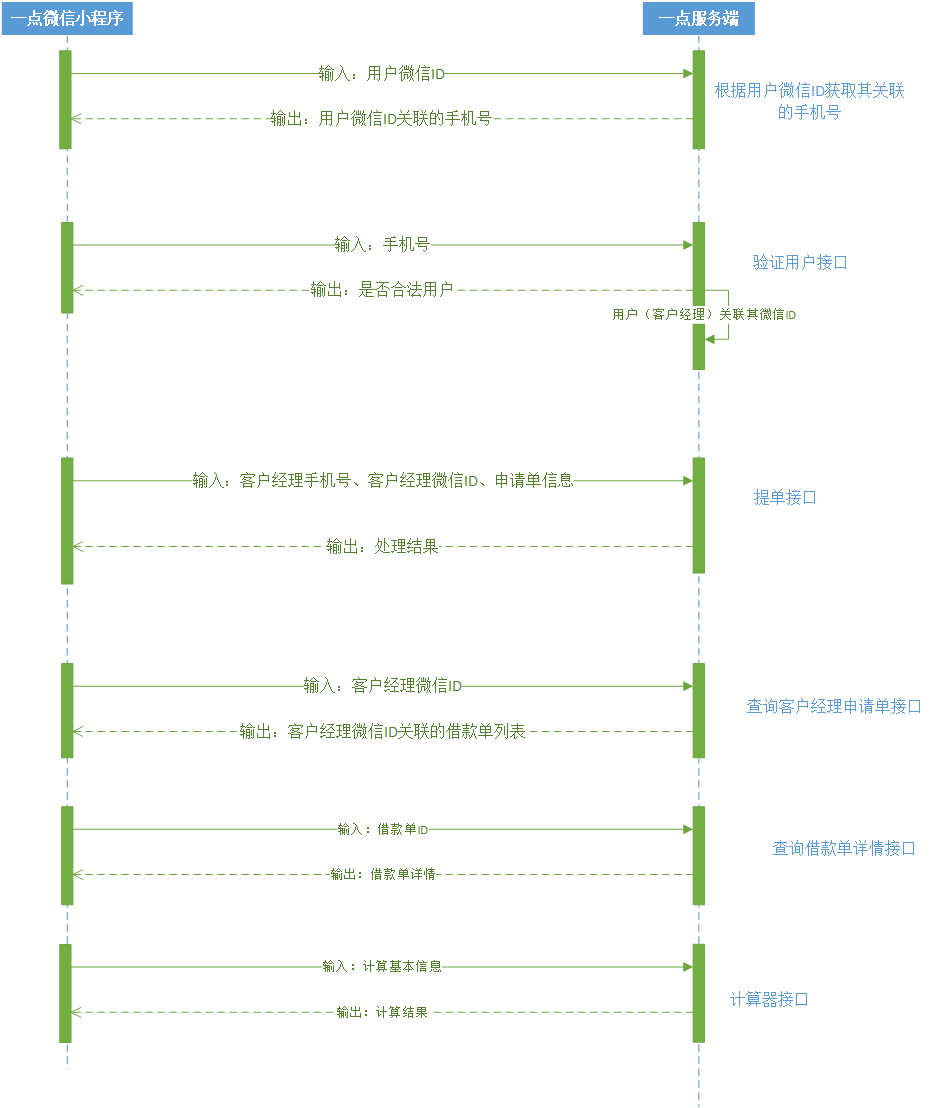 一点微信小程序
一点服务端
输入：用户微信ID
根据用户微信ID获取其关联
的手机号
输出：用户微信ID关联的手机号
输入：手机号
验证用户接口
输出：是否合法用户
用户（客户经理）关联其微信ID
输入：客户经理手机号、客户经理微信ID、申请单信息
提单接口
输出：处理结果
输入：客户经理微信ID
查询客户经理申请单接口
输出：客户经理微信ID关联的借款单列表
输入：借款单ID
查询借款单详情接口
输出：借款单详情
输入：计算基本信息
计算器接口
输出：计算结果